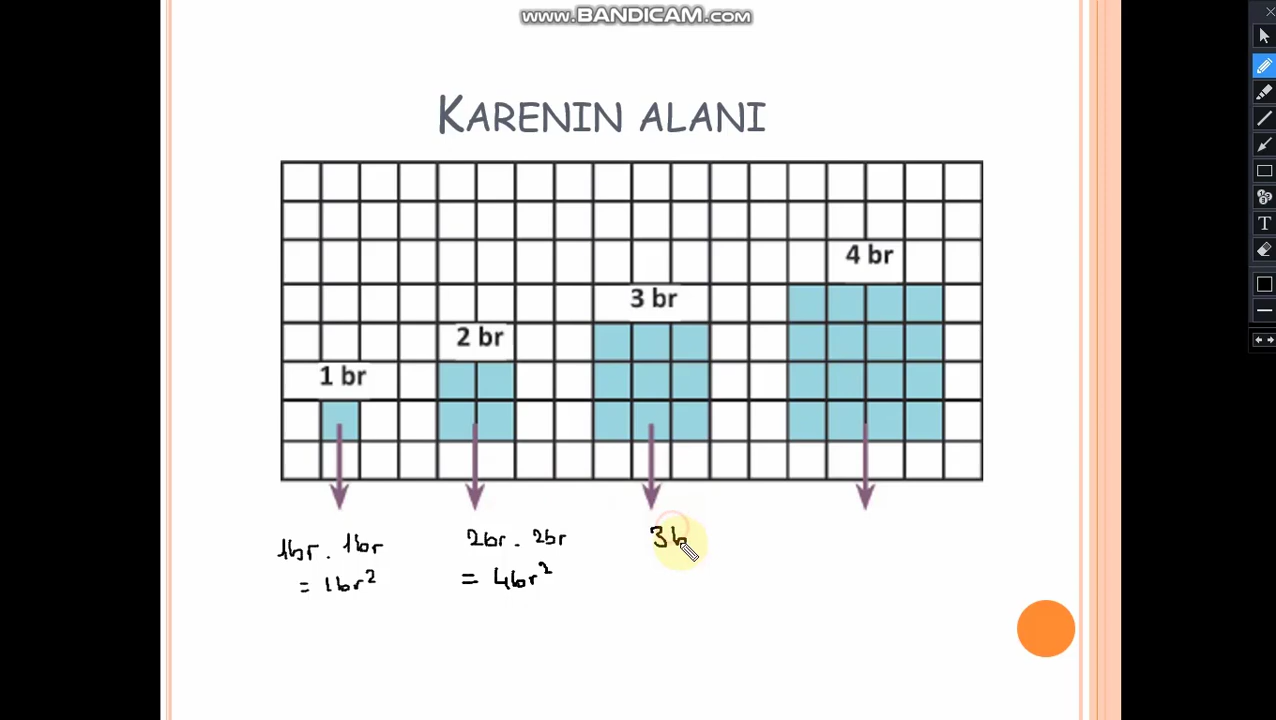 www.BANDICAM.com
KARENIN ALANI
4 br
3 br
2 br
1 br
1br . 1br
= 1br²
2br . 2br
= 4br²
3b